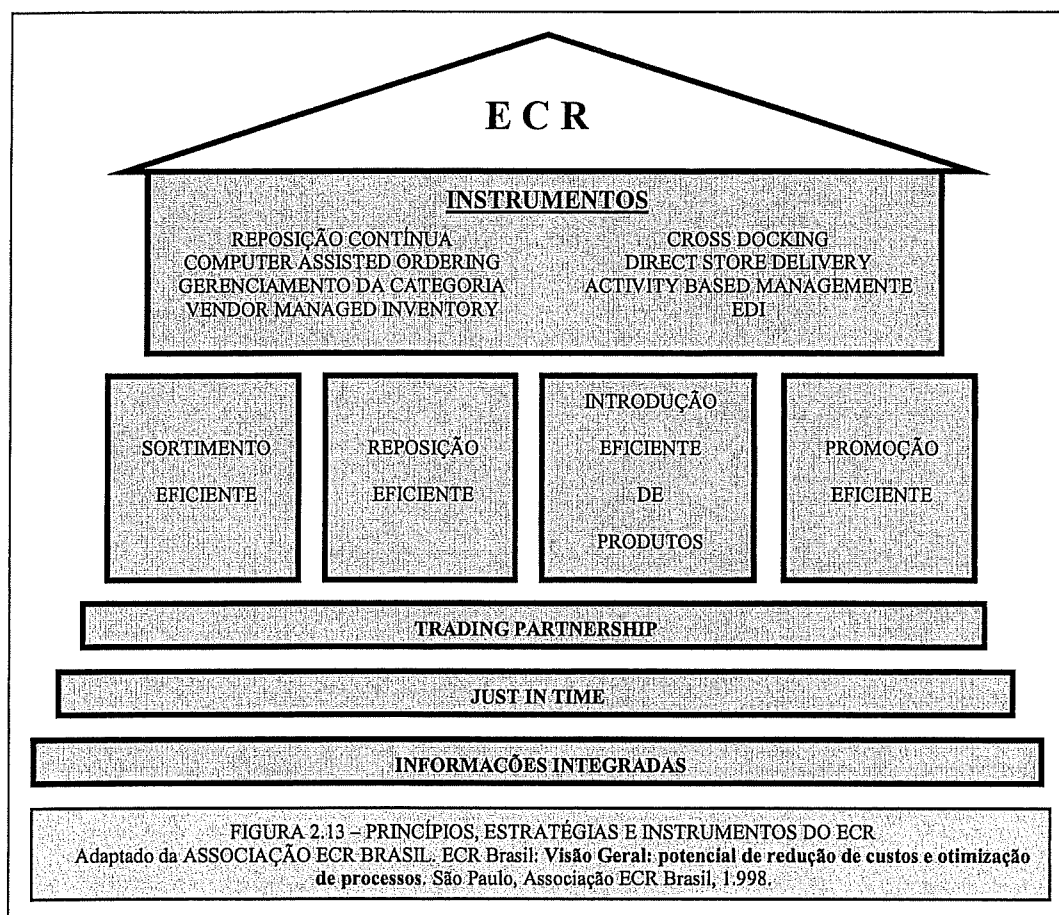 E C R
INSTRUMENTOS
REPOSIÇÃO CONTÍNUA
COMPUTER ASSISTED ORDERING
GERENCIAMENTO DA CATEGORIA
VENDOR MANAGED INVENTORY
CROSS DOCKING
DIRECT STORE DELIVERY
ACTIVITY BASED MANAGEMENTE
EDI
SORTIMENTO
EFICIENTE
REPOSIÇÃO
EFICIENTE
INTRODUÇÃO
EFICIENTE
DE
PRODUTOS
PROMOÇÃO
EFICIENTE
TRADING PARTNERSHIP
JUST IN TIME
INFORMACÕES INTEGRADAS
FIGURA 2.13 – PRINCÍPIOS, ESTRATÉGIAS E INSTRUMENTOS DO ECR
Adaptado da ASSOCIAÇÃO ECR BRASIL. ECR Brasil: Visão Geral: potencial de redução de custos e otimização
de processos. São Paulo, Associação ECR Brasil, 1.998.